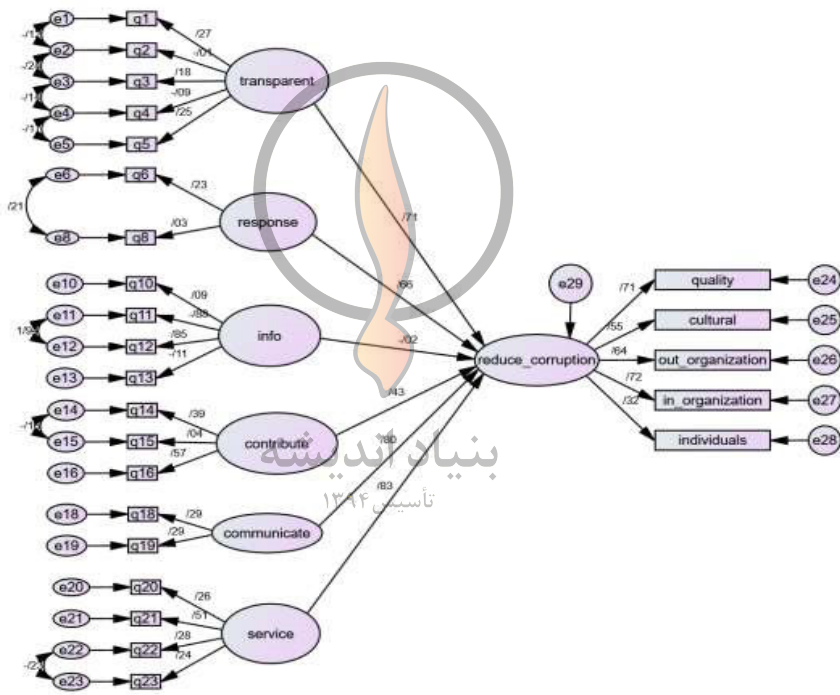 e1 q1 /27
e2 q2 -/01
e3 q3 /18 transparent
e4 q4 -/09
e5 q5 /25
/71
e6 q6 /23
/21
response
e8 q8 /03
/66
e10 q10 /09
e11 q11 -/88
info
e12 q12 /85
e13 q13 -/11
-/02
e14 q14 /39
e15 q15 /04 contribute
e16 q16 /57
/43
e18 q18 /29
communicate
e19 q19 /29
/80
e20 q20 /26
e21 q21 /51
service
e22 q22 /28
e23 q23 /24
/83
e29
reduce_corruption
/71 quality e24
/55 cultural e25
/64 out_organization e26
/72 in_organization e27
/32 individuals e28
بنیاد اندیشه
تأسیس ۱۳۹۴